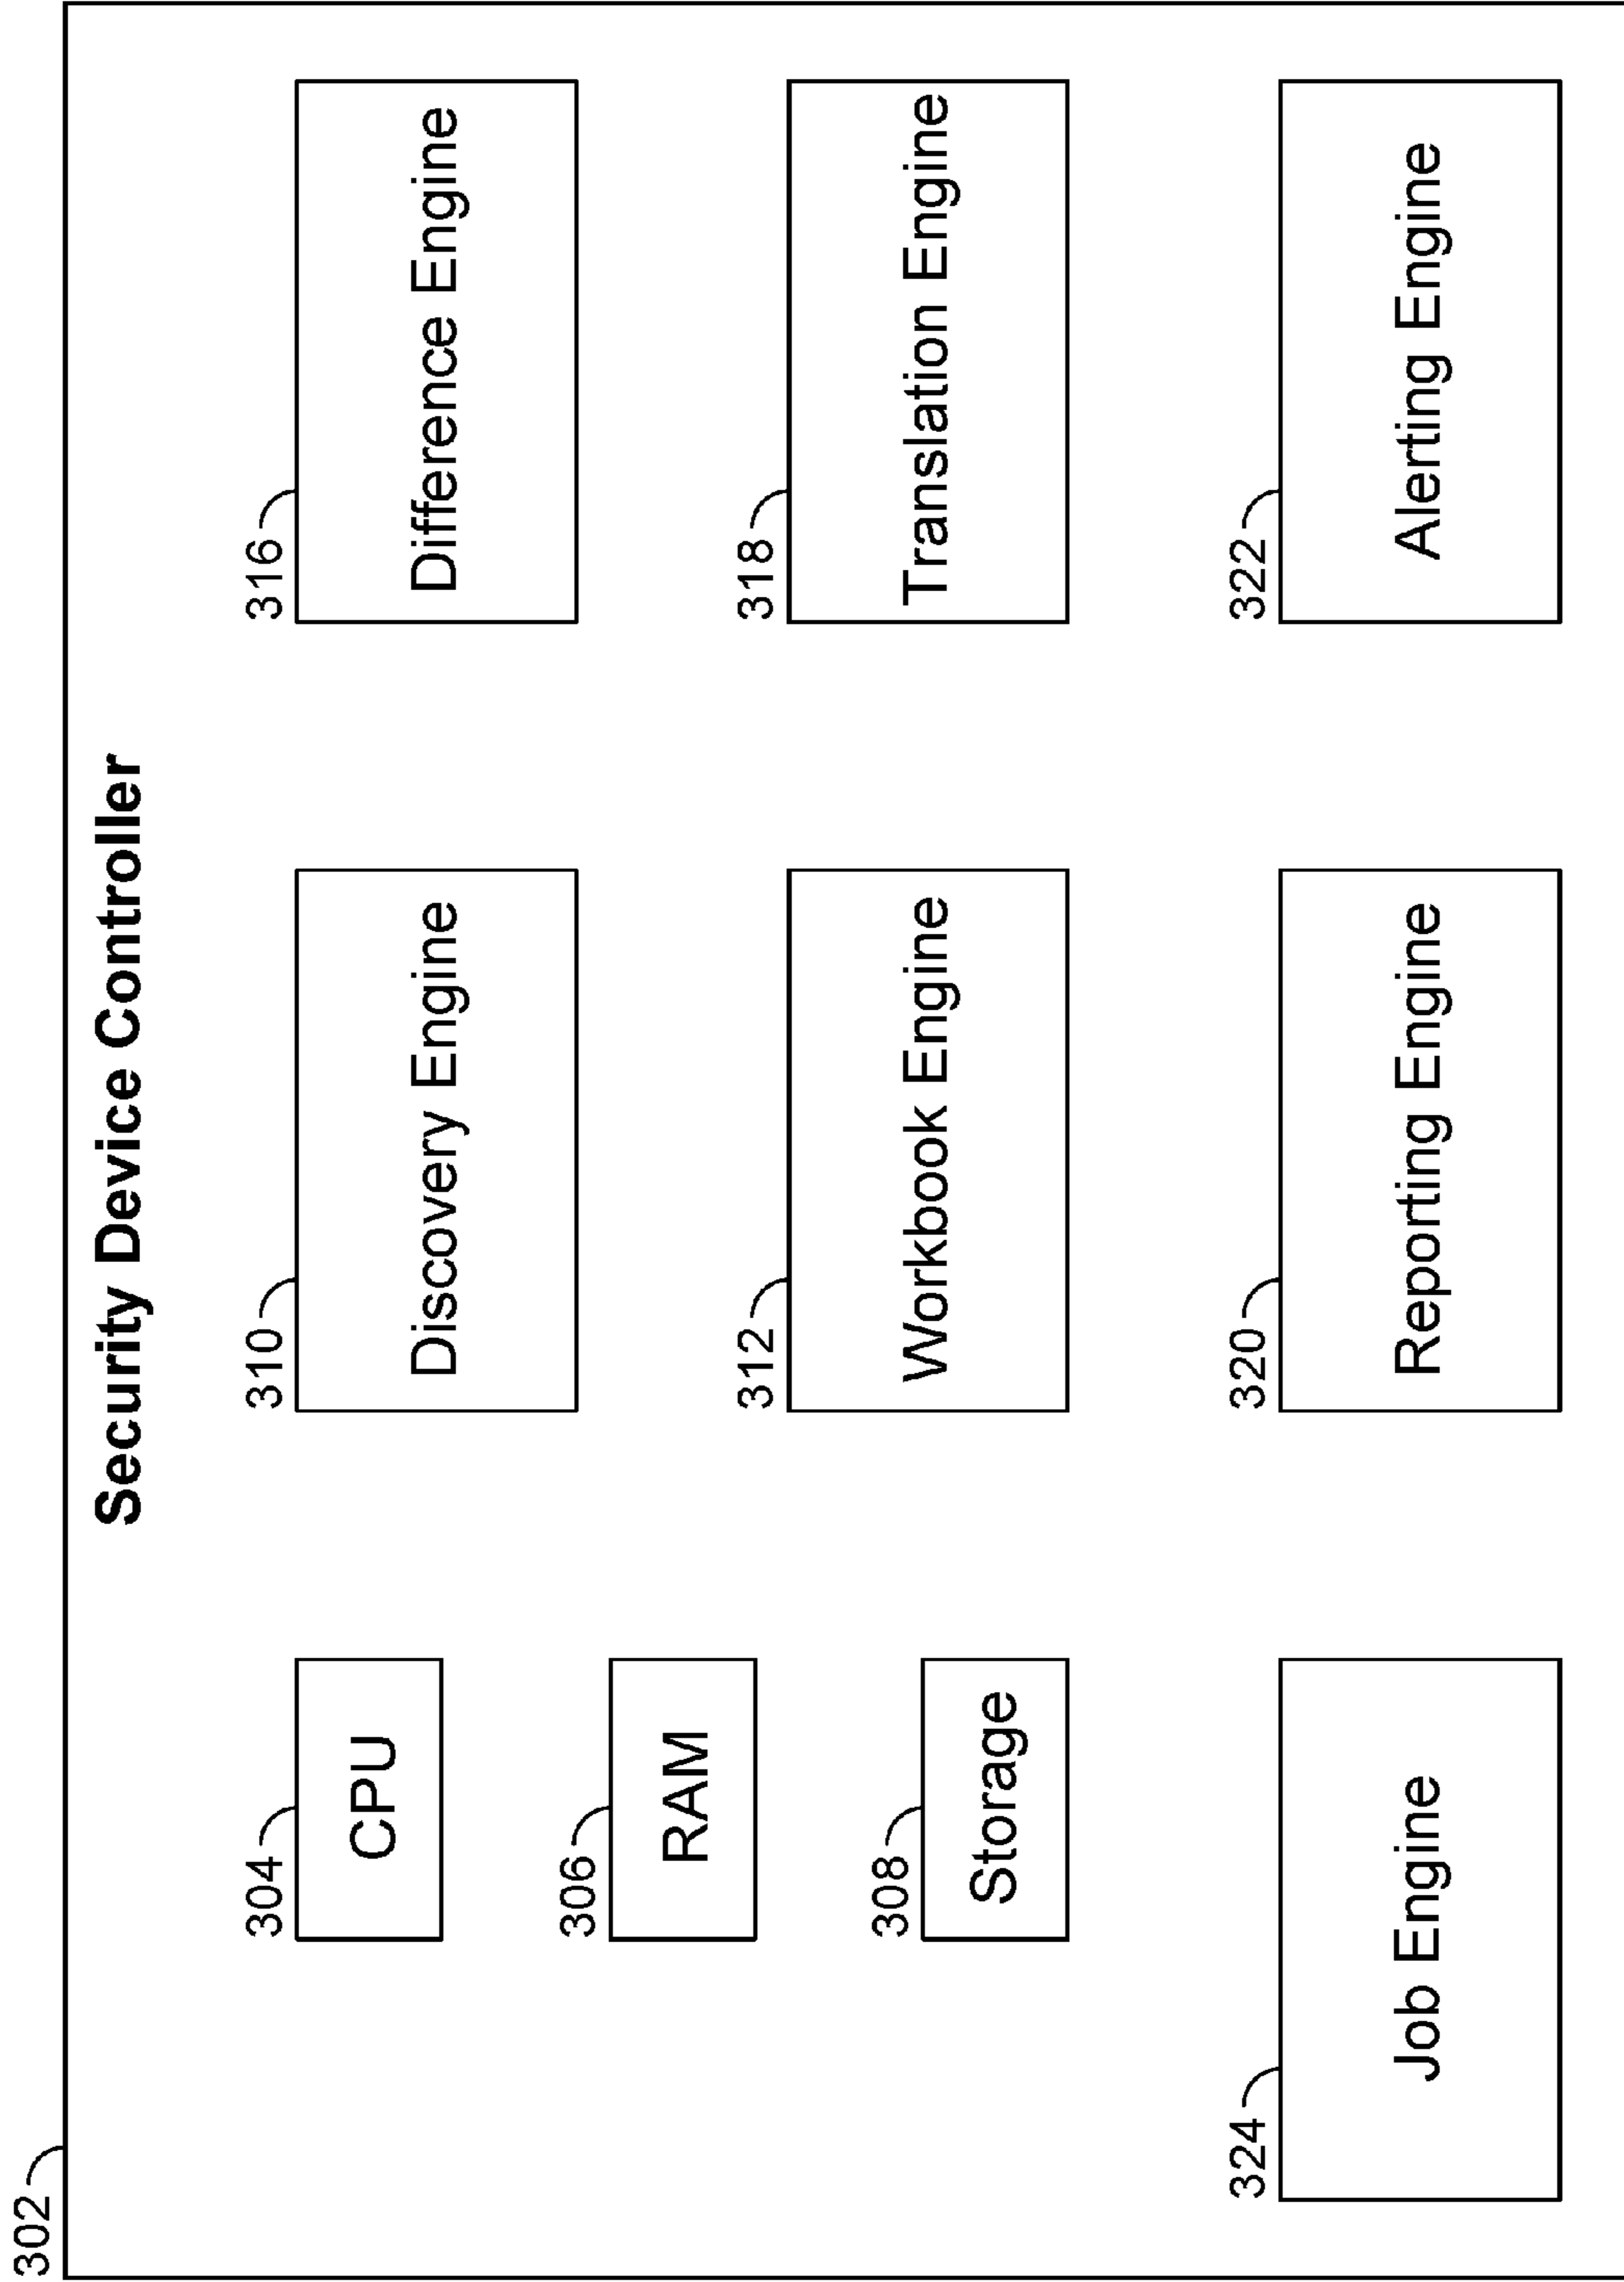 302
Security Device Controller
304
CPU
306
RAM
308
Storage
324
Job Engine
310
Discovery Engine
312
Workbook Engine
320
Reporting Engine
316
Difference Engine
318
Translation Engine
322
Alerting Engine